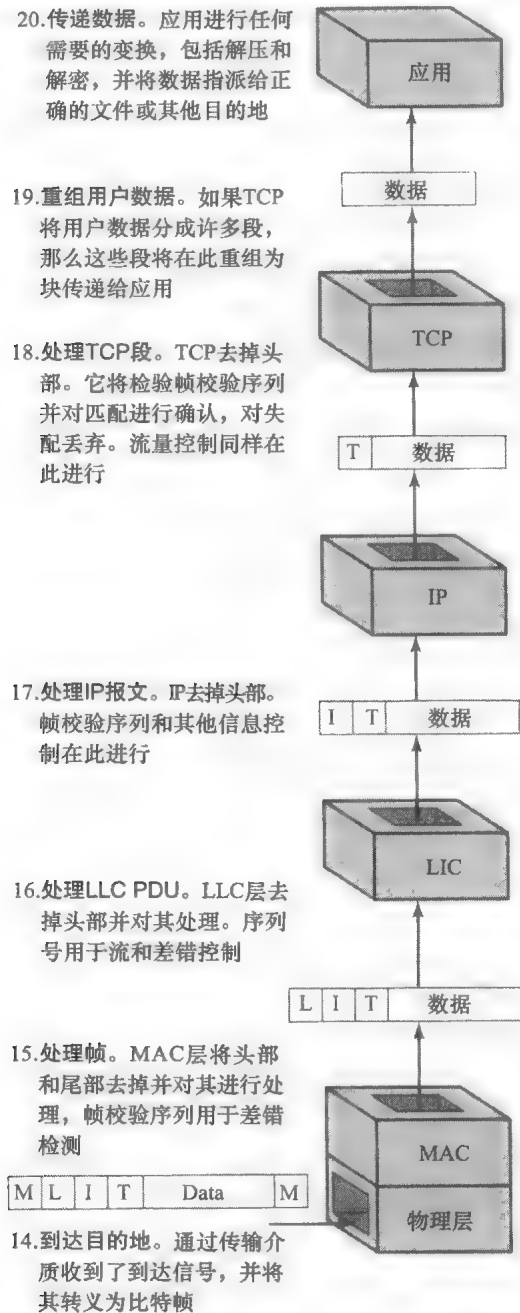 20.传递数据。应用进行任何
需要的变换，包括解压和
解密，并将数据指派给正
确的文件或其他目的地
应用
数据
19.重组用户数据。如果TCP
将用户数据分成许多段，
那么这些段将在此重组为
块传递给应用
TCP
18.处理TCP段。TCP去掉头
部。它将检验帧校验序列
并对匹配进行确认，对失
配丢弃。流量控制同样在
此进行
T 数据
IP
17.处理IP报文。IP去掉头部。
帧校验序列和其他信息控
制在此进行
I T 数据
LIC
16.处理LLC PDU。LLC层去
掉头部并对其处理。序列
号用于流和差错控制
L I T 数据
15.处理帧。MAC层将头部
和尾部去掉并对其进行处
理，帧校验序列用于差错
检测
MAC
M L I T Data M
物理层
14.到达目的地。通过传输介
质收到了到达信号，并将
其转义为比特帧